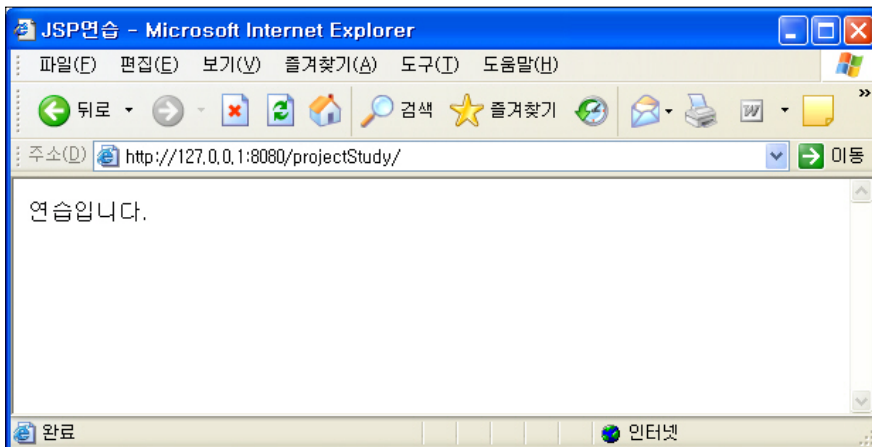 JSP연습 - Microsoft Internet Explorer
파일(F) 편집(E) 보기(V) 즐겨찾기(A) 도구(T) 도움말(H)
뒤로 검색 즐겨찾기 W »
주소(D) http://127.0.0.1:8080/projectStudy/ 이동
연습입니다.
완료 인터넷